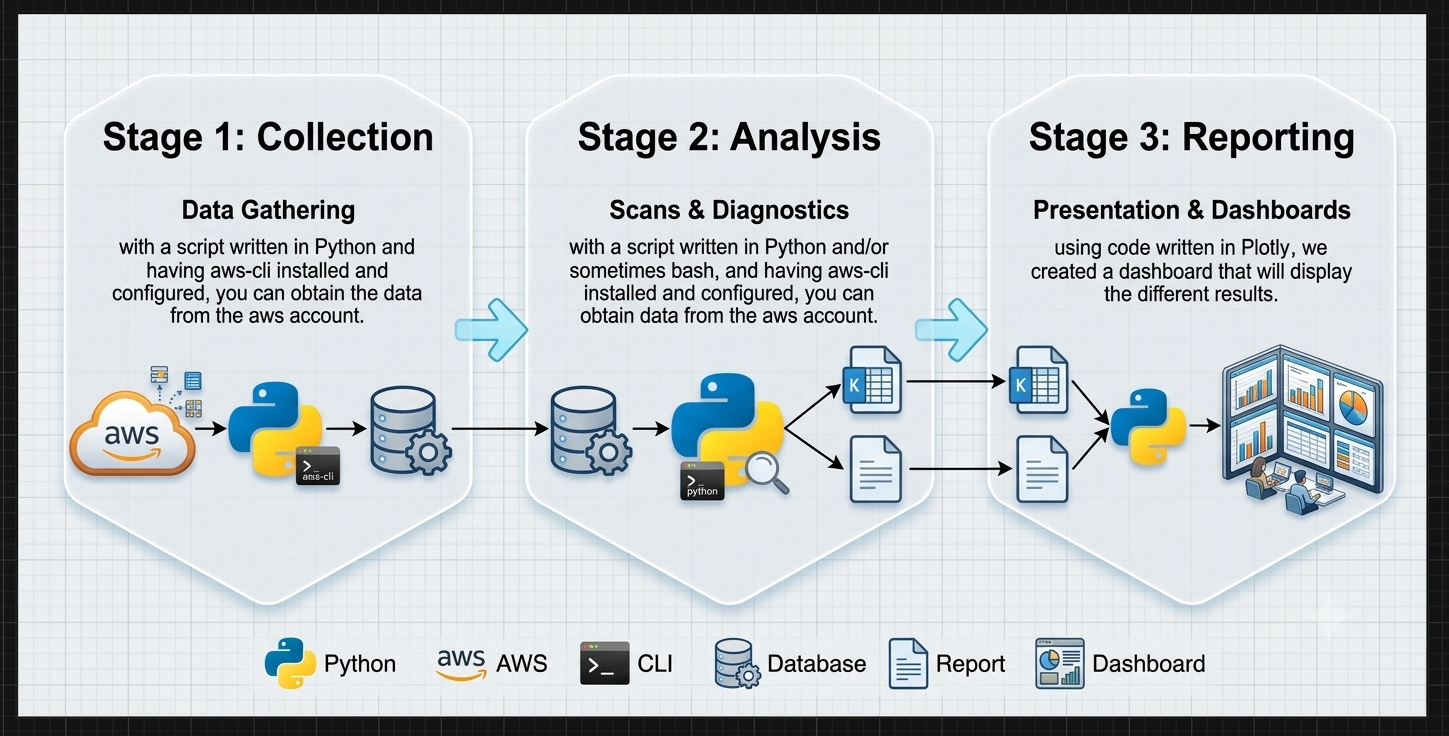 Stage 1: Collection
Data Gathering
with a script written in Python and
having aws-cli installed and
configured, you can obtain the data
from the aws account.
aws
>_
Stage 2: Analysis
Scans & Diagnostics
with a script written in Python and/or
sometimes bash, and having aws-cli
installed and configured, you can
obtain data from the aws account.
>_
python
K
Stage 3: Reporting
Presentation & Dashboards
using code written in Plotly, we
created a dashboard that will display
the different results.
K
Python
aws AWS
>_ CLI
Database
Report
Dashboard